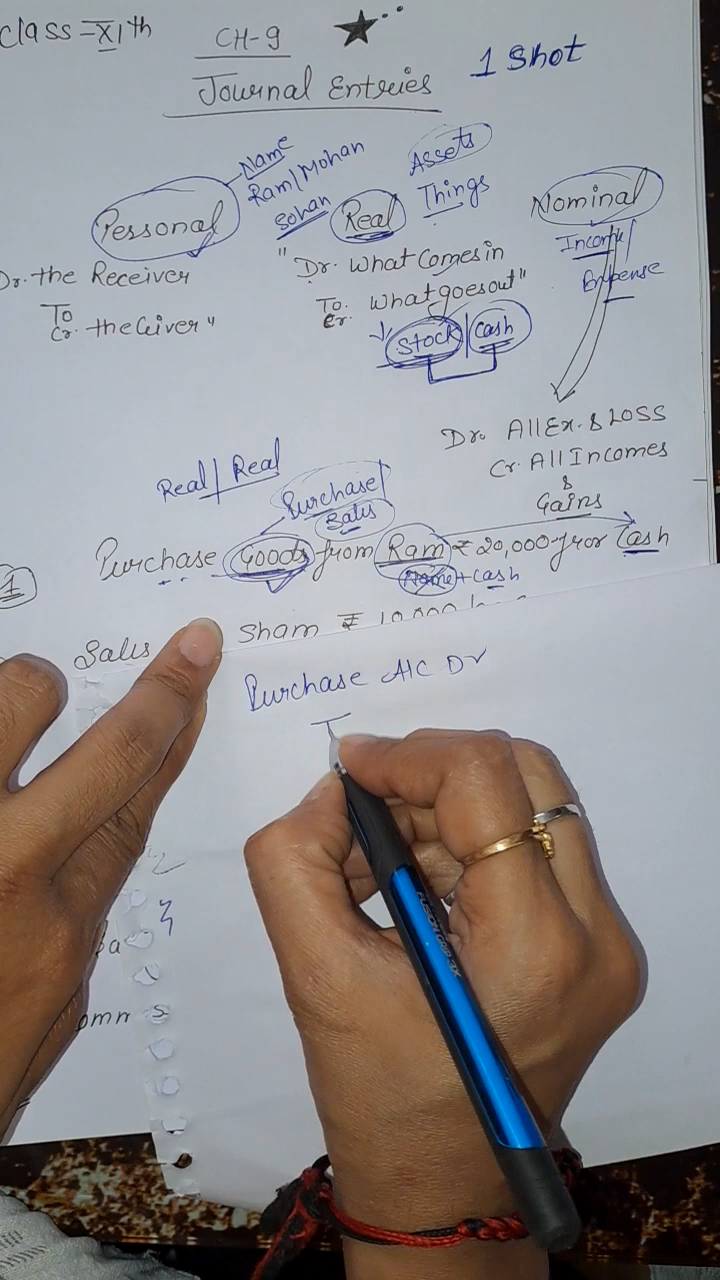 Class = XIth
CH-9
1 Shot
Journal Entries
Name
Ram/Mohan
Sohan
Assets
Things
Personal
Real
Nominal
Income/
Expense
Dr. the Receiver
To
Cr. the Giver"
" Dr. What Comes in
To
Cr. What goes out"
Stock/Cash
Dr. All Ex. & Loss
Cr. All Incomes
&
Gains
Real/Real
Purchase/
Sales
1 Purchase Goods from Ram ₹ 20,000 for Cash
Name + Cash
Sales Sham ₹ 10,000
Purchase A/C Dr
T